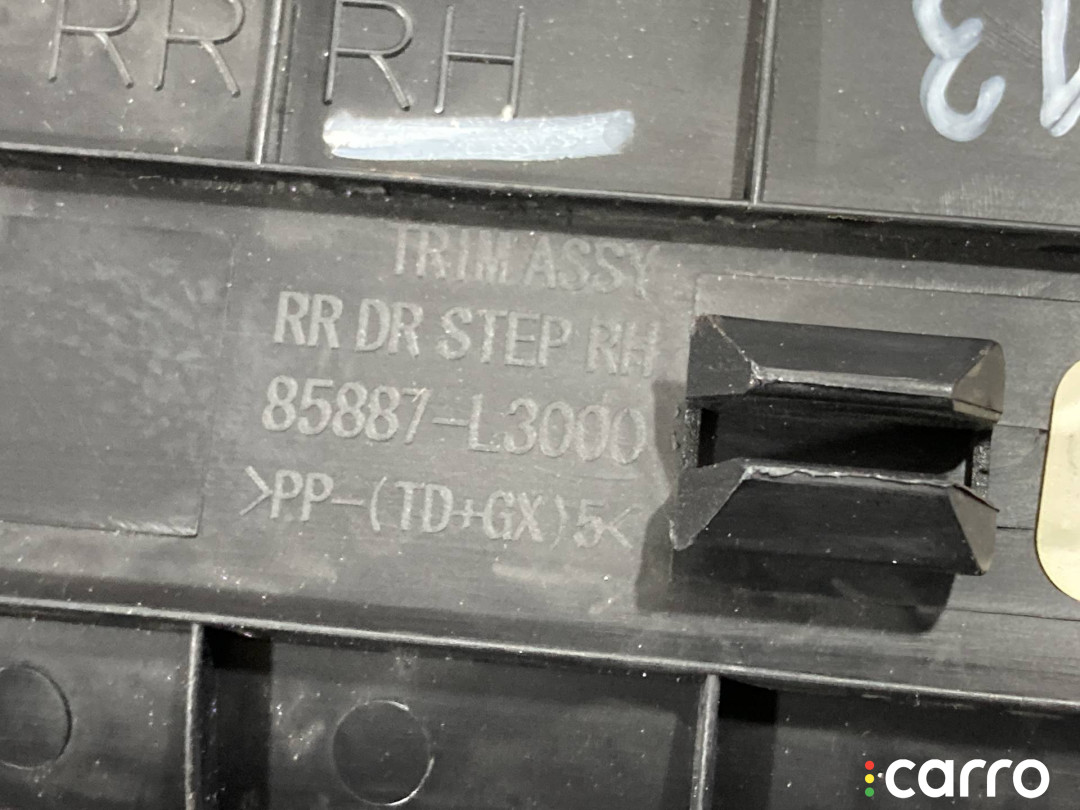 RR RH
TRIM ASSY
RR DR STEP RH
85887-L3000
>PP-(TD+GX)5<
carro